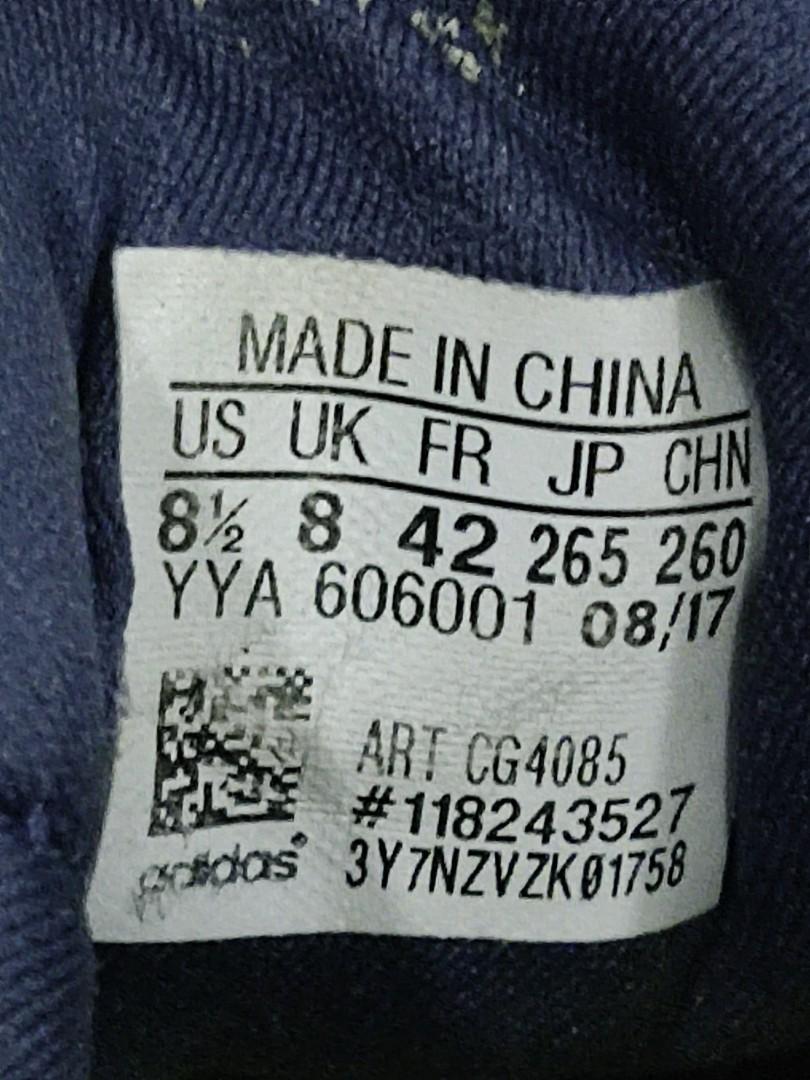 MADE IN CHINA
US UK FR JP CHN
8½ 8 42 265 260
YYA 606001 08/17
ART CG4085
#118243527
adidas®
3Y7NZVZK01758